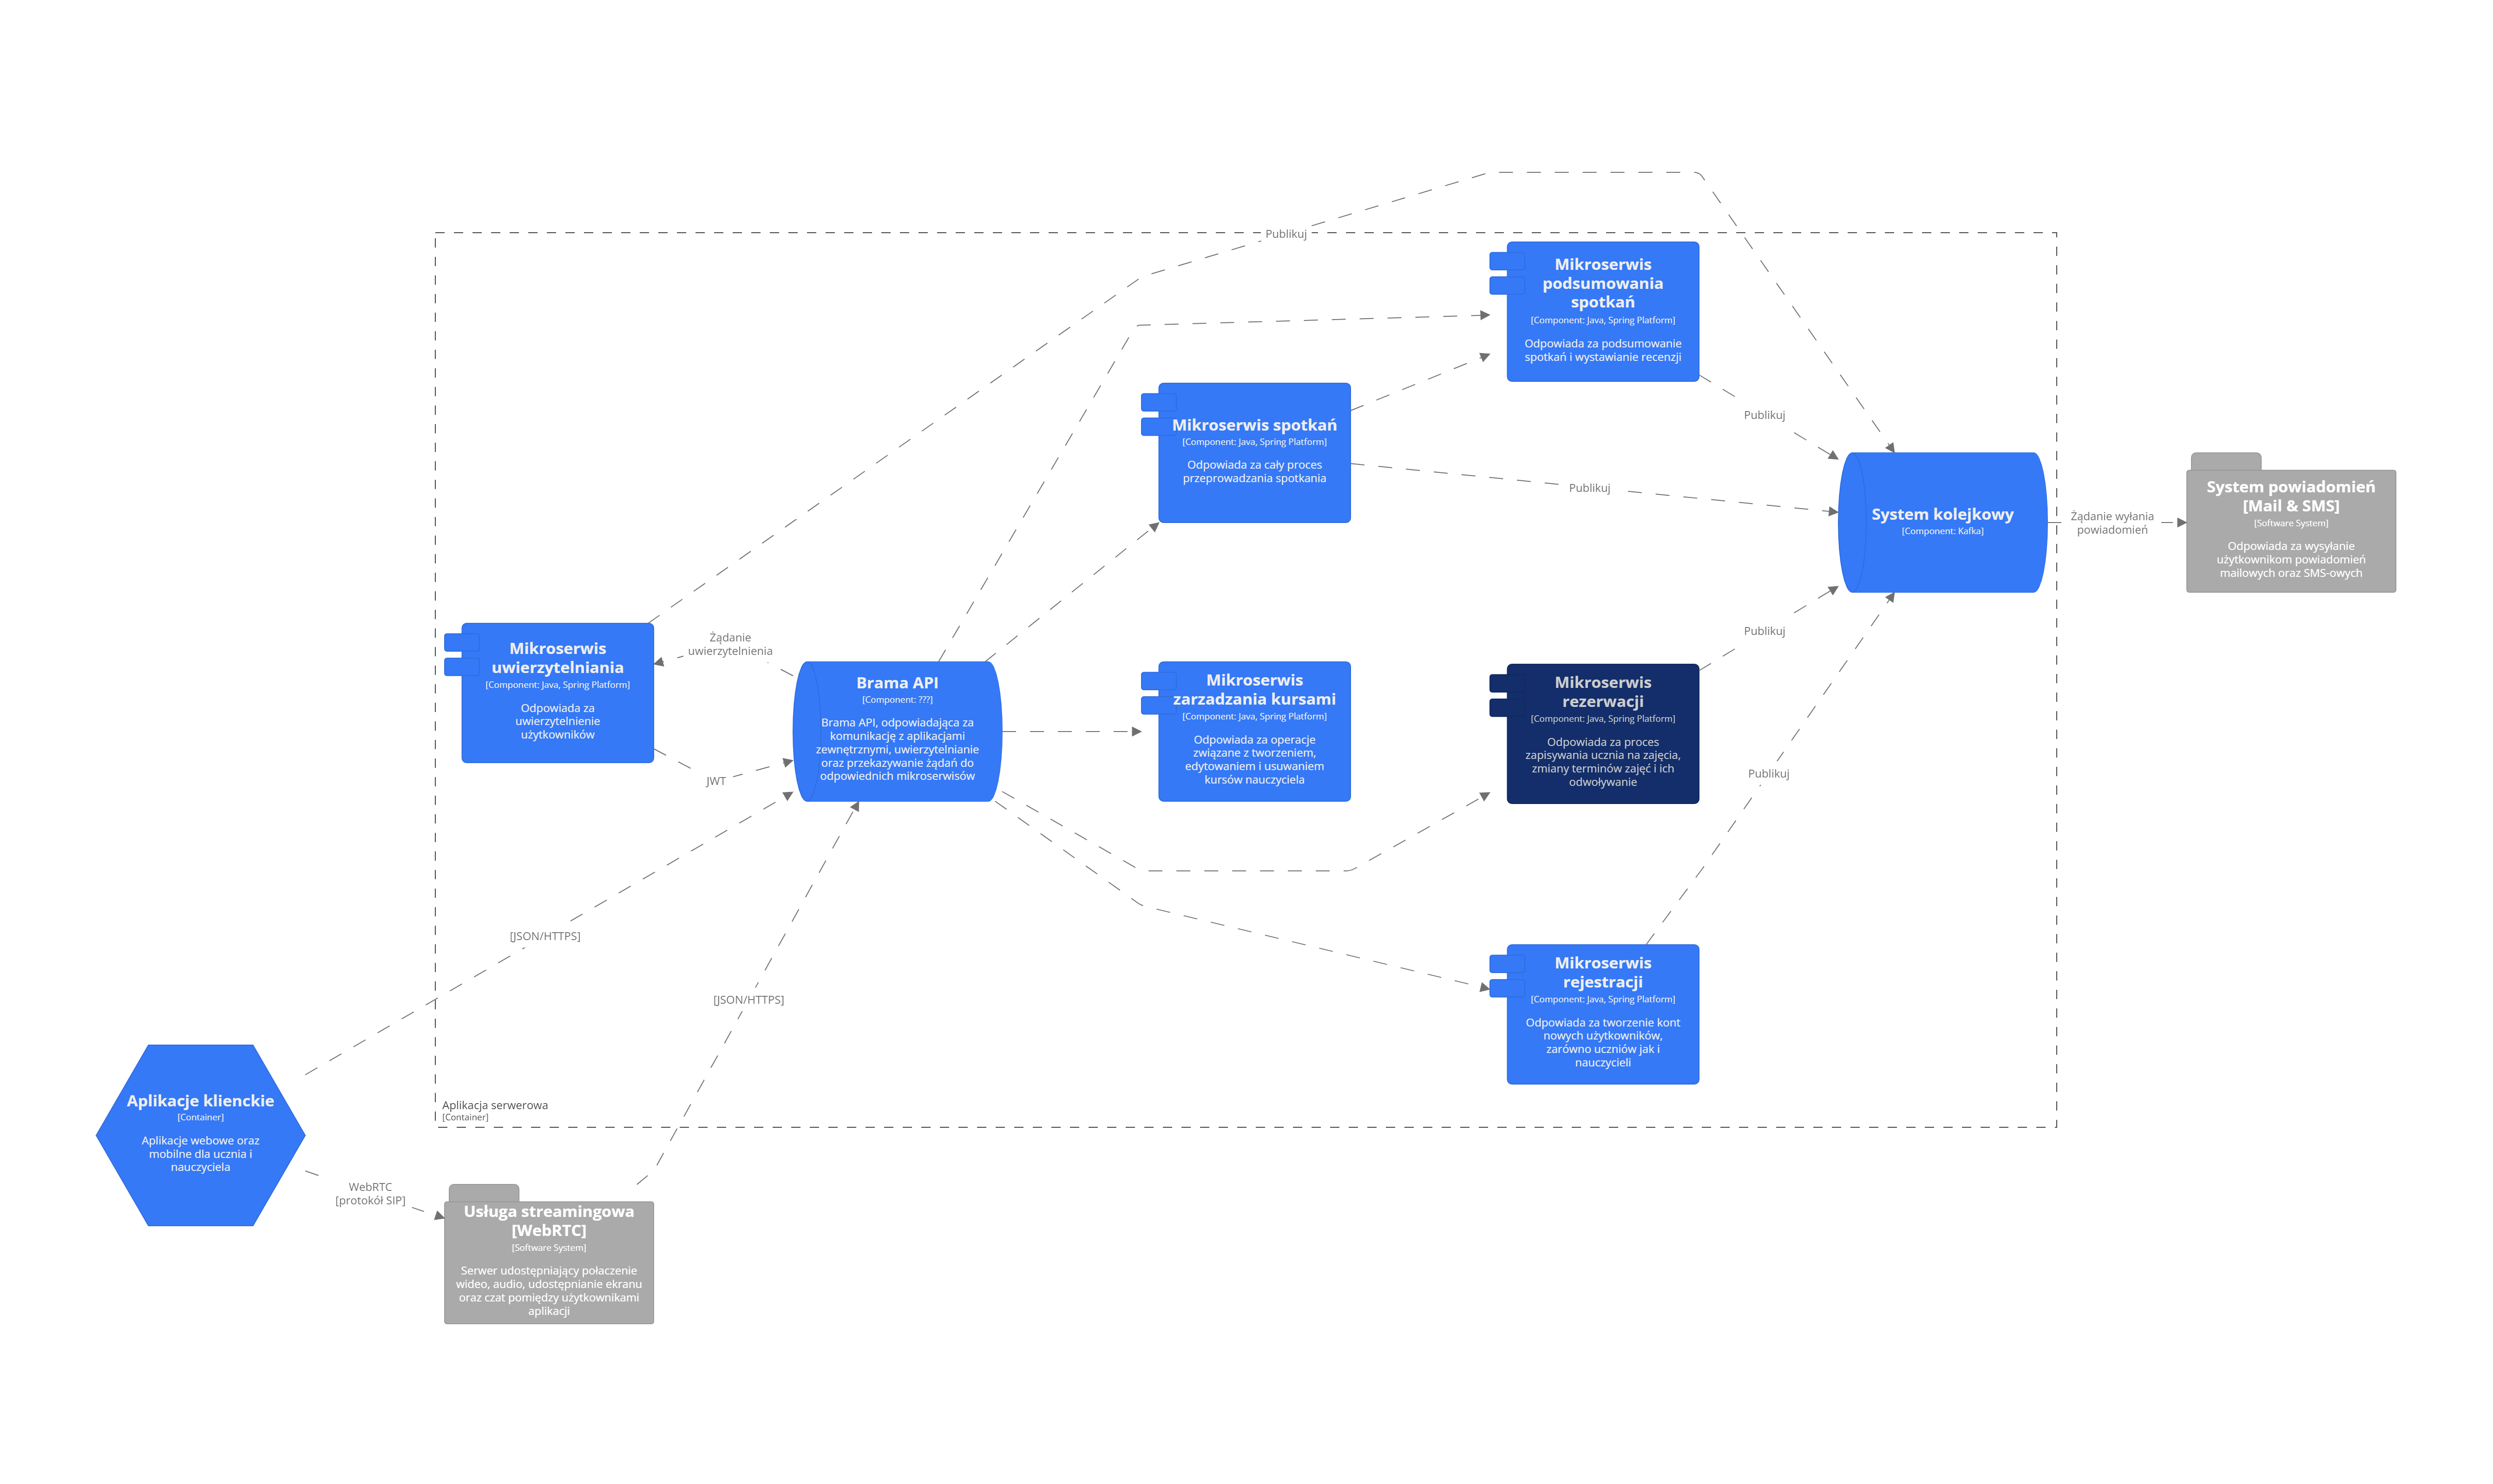 Publikuj
Mikroserwis
podsumowania
spotkań
[Component: Java, Spring Platform]
Odpowiada za podsumowanie
spotkań i wystawianie recenzji
Publikuj
Mikroserwis spotkań
[Component: Java, Spring Platform]
Odpowiada za cały proces
przeprowadzania spotkania
Publikuj
System kolejkowy
[Component: Kafka]
Żądanie wyłania
powiadomień
System powiadomień
[Mail & SMS]
[Software System]
Odpowiada za wysyłanie
użytkownikom powiadomień
mailowych oraz SMS-owych
Mikroserwis
uwierzytelniania
[Component: Java, Spring Platform]
Odpowiada za
uwierzytelnienie
użytkowników
Żądanie
uwierzytelnienia
JWT
Brama API
[Component: ???]
Brama API, odpowiadająca za
komunikację z aplikacjami
zewnętrznymi, uwierzytelnianie
oraz przekazywanie żądań do
odpowiednich mikroserwisów
Mikroserwis
zarzadzania kursami
[Component: Java, Spring Platform]
Odpowiada za operacje
związane z tworzeniem,
edytowaniem i usuwaniem
kursów nauczyciela
Mikroserwis
rezerwacji
[Component: Java, Spring Platform]
Odpowiada za proces
zapisywania ucznia na zajęcia,
zmiany terminów zajęć i ich
odwoływanie
Publikuj
Publikuj
[JSON/HTTPS]
[JSON/HTTPS]
Mikroserwis
rejestracji
[Component: Java, Spring Platform]
Odpowiada za tworzenie kont
nowych użytkowników,
zarówno uczniów jak i
nauczycieli
Aplikacja serwerowa
[Container]
Aplikacje klienckie
[Container]
Aplikacje webowe oraz
mobilne dla ucznia i
nauczyciela
WebRTC
[protokół SIP]
Usługa streamingowa
[WebRTC]
[Software System]
Serwer udostępniający połaczenie
wideo, audio, udostępnianie ekranu
oraz czat pomiędzy użytkownikami
aplikacji